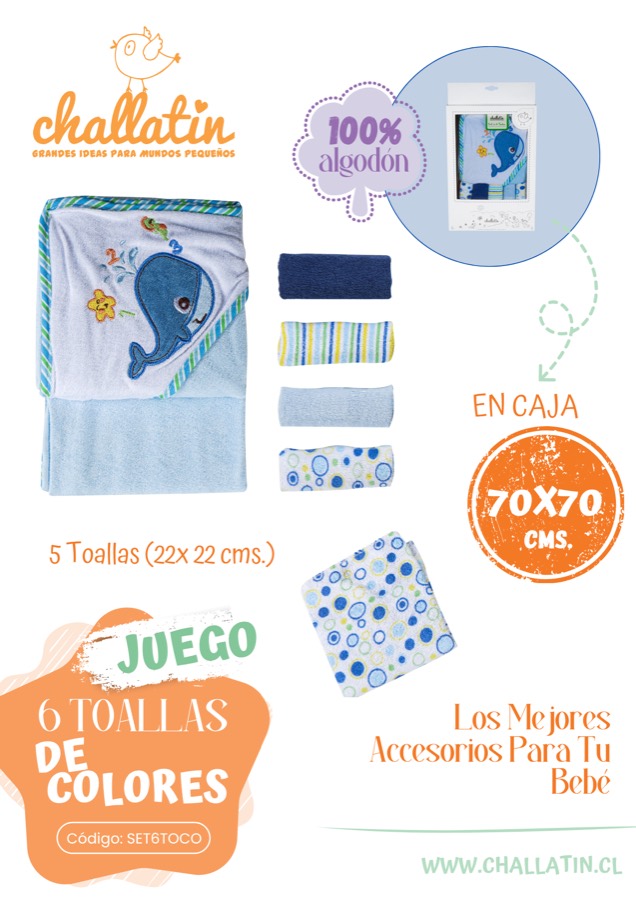 challatin
GRANDES IDEAS PARA MUNDOS PEQUEÑOS
100%
algodón
EN CAJA
70X70
CMS.
5 Toallas (22x 22 cms.)
JUEGO
6 TOALLAS
DE
COLORES
Código: SET6TOCO
Los Mejores
Accesorios Para Tu
Bebé
WWW.CHALLATIN.CL